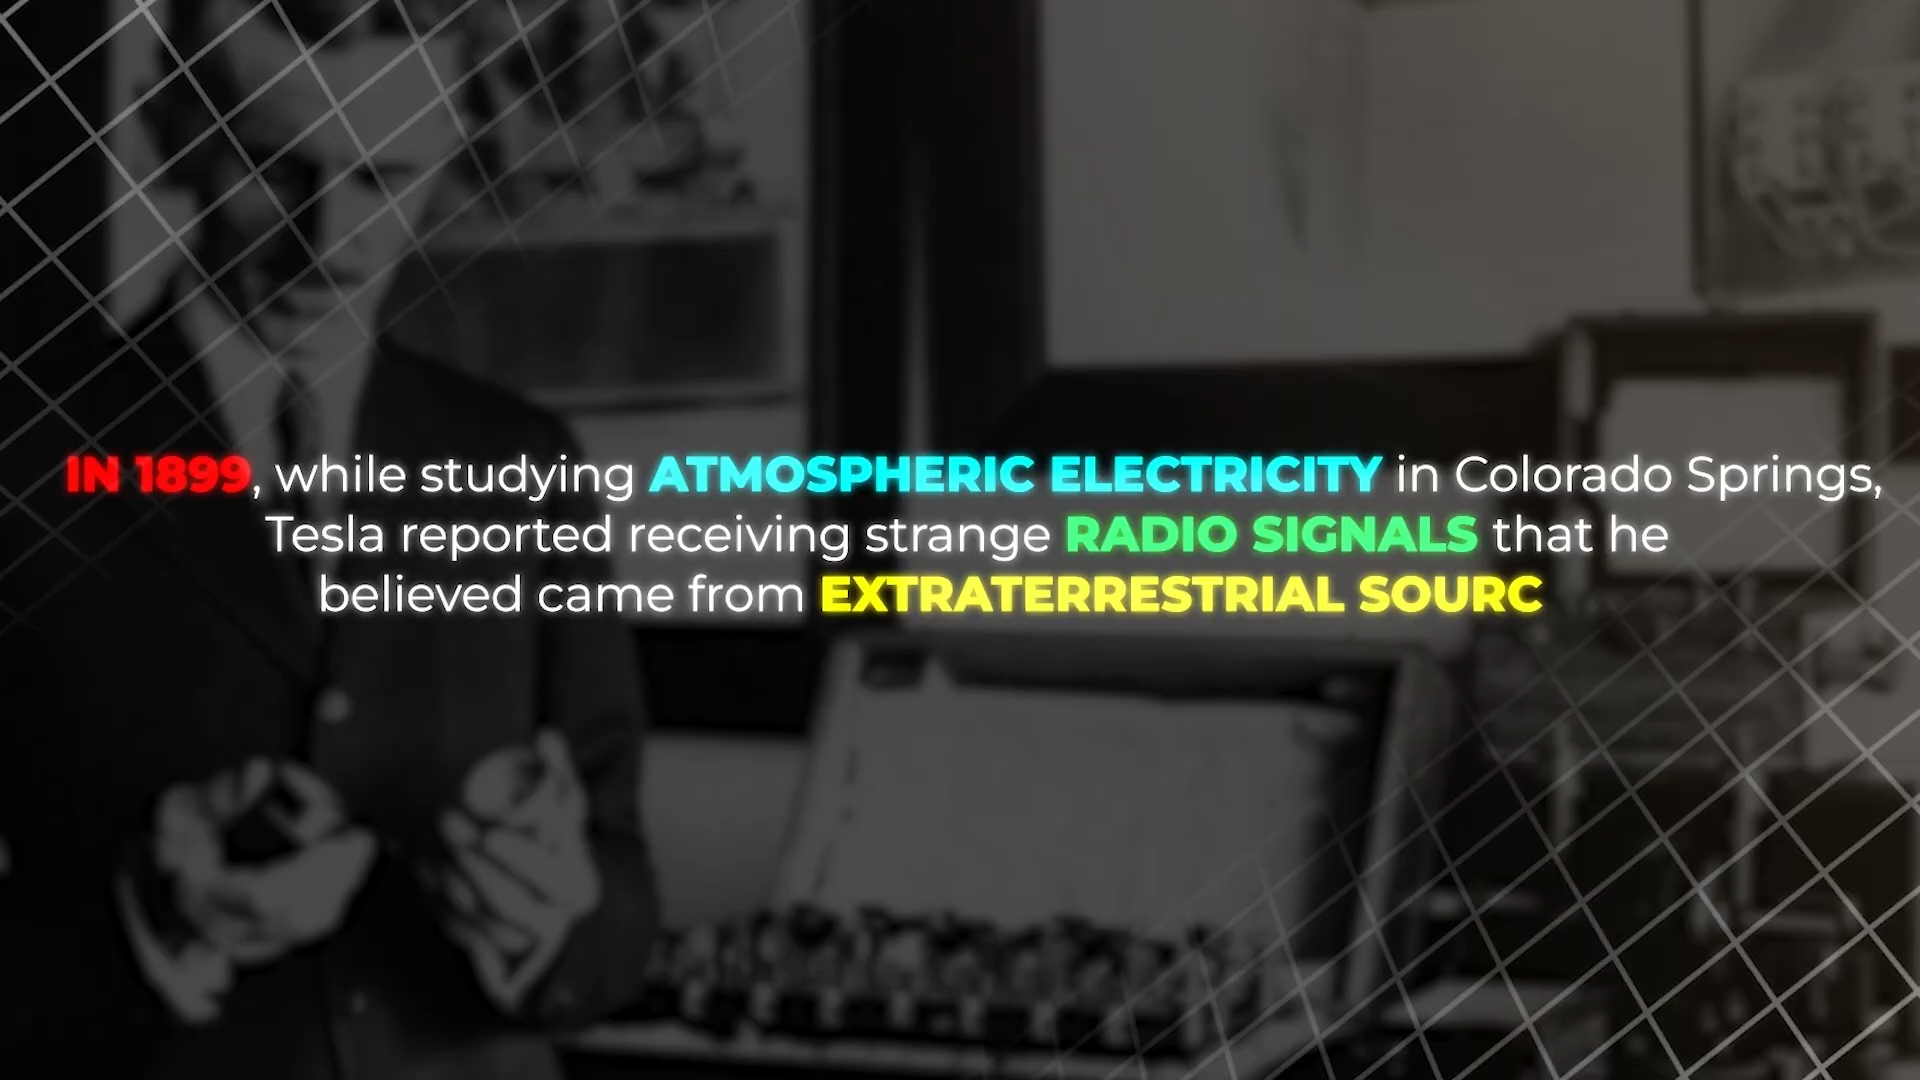 IN 1899, while studying ATMOSPHERIC ELECTRICITY in Colorado Springs,
Tesla reported receiving strange RADIO SIGNALS that he
believed came from EXTRATERRESTRIAL SOURC